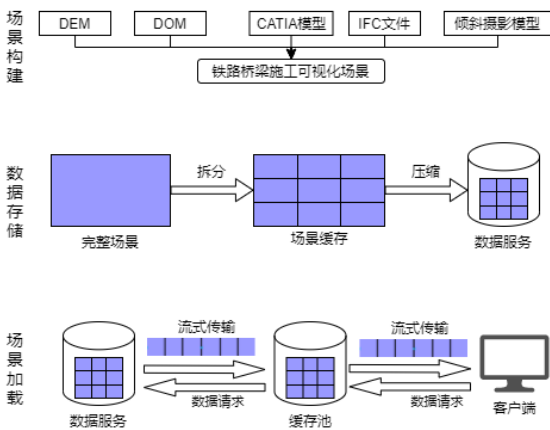 场景构建
DEM
DOM
CATIA模型
IFC文件
倾斜摄影模型
铁路桥梁施工可视化场景
数据存储
拆分
压缩
完整场景
场景缓存
数据服务
场景加载
流式传输
流式传输
数据请求
数据请求
数据服务
缓存池
客户端